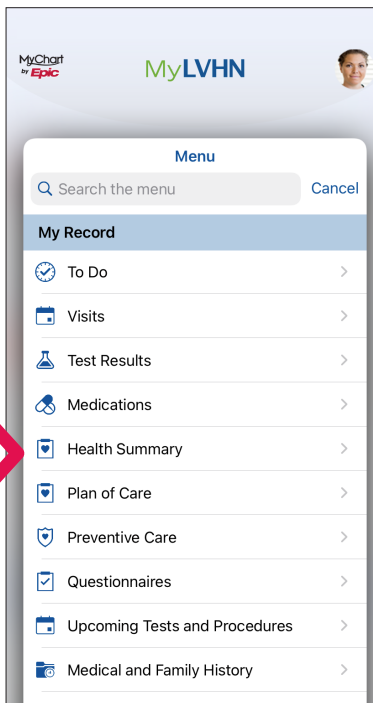 MyChart
by Epic
MyLVHN
Menu
Search the menu
Cancel
My Record
To Do
Visits
Test Results
Medications
Health Summary
Plan of Care
Preventive Care
Questionnaires
Upcoming Tests and Procedures
Medical and Family History